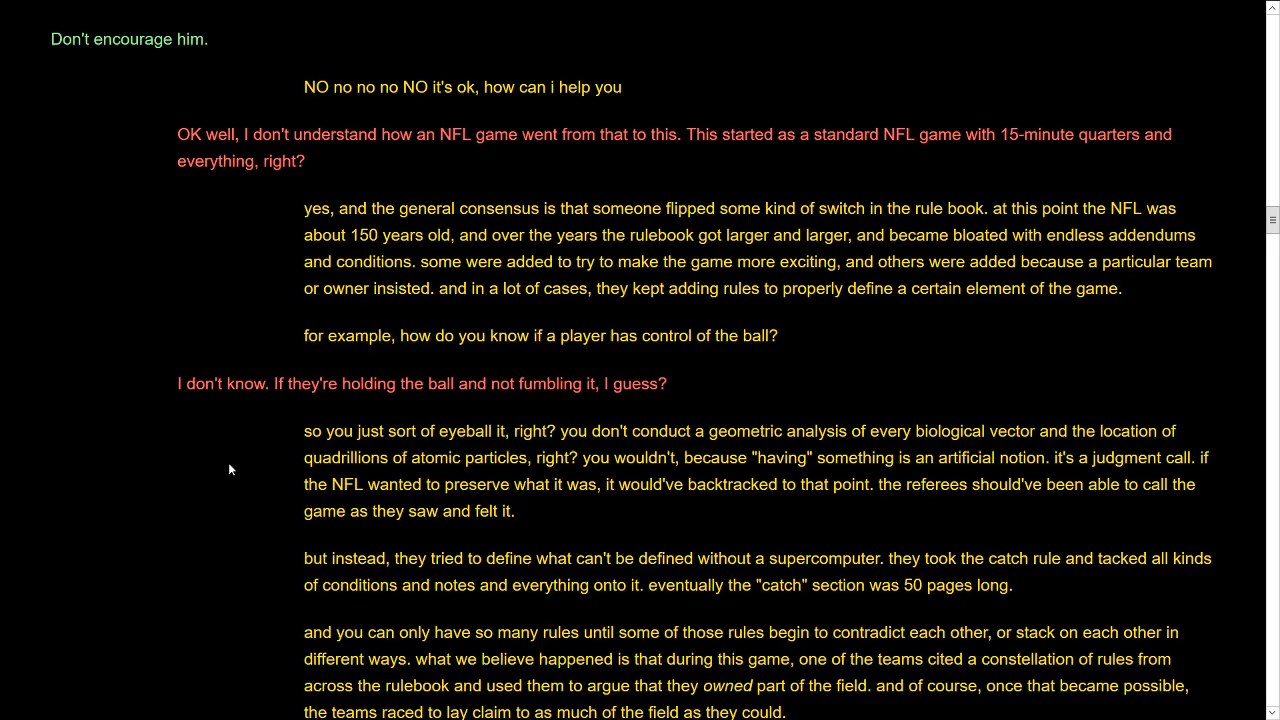 Don't encourage him.
NO no no no NO it's ok, how can i help you
OK well, I don't understand how an NFL game went from that to this. This started as a standard NFL game with 15-minute quarters and
everything, right?
yes, and the general consensus is that someone flipped some kind of switch in the rule book. at this point the NFL was
about 150 years old, and over the years the rulebook got larger and larger, and became bloated with endless addendums
and conditions. some were added to try to make the game more exciting, and others were added because a particular team
or owner insisted. and in a lot of cases, they kept adding rules to properly define a certain element of the game.
for example, how do you know if a player has control of the ball?
I don't know. If they're holding the ball and not fumbling it, I guess?
so you just sort of eyeball it, right? you don't conduct a geometric analysis of every biological vector and the location of
quadrillions of atomic particles, right? you wouldn't, because "having" something is an artificial notion. it's a judgment call. if
the NFL wanted to preserve what it was, it would've backtracked to that point. the referees should've been able to call the
game as they saw and felt it.
but instead, they tried to define what can't be defined without a supercomputer. they took the catch rule and tacked all kinds
of conditions and notes and everything onto it. eventually the "catch" section was 50 pages long.
and you can only have so many rules until some of those rules begin to contradict each other, or stack on each other in
different ways. what we believe happened is that during this game, one of the teams cited a constellation of rules from
across the rulebook and used them to argue that they owned part of the field. and of course, once that became possible,
the teams raced to lay claim to as much of the field as they could.